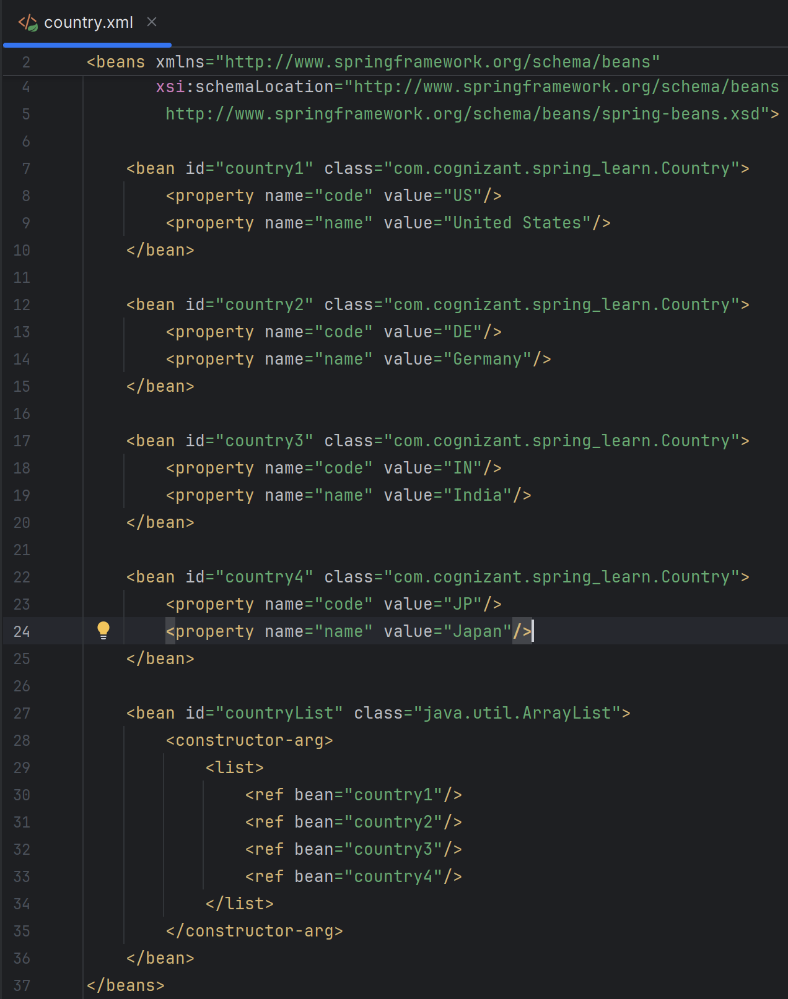 country.xml
2 <beans xmlns="http://www.springframework.org/schema/beans"
4 xsi:schemaLocation="http://www.springframework.org/schema/beans
5 http://www.springframework.org/schema/beans/spring-beans.xsd">
6
7 <bean id="country1" class="com.cognizant.spring_learn.Country">
8 <property name="code" value="US"/>
9 <property name="name" value="United States"/>
10 </bean>
11
12 <bean id="country2" class="com.cognizant.spring_learn.Country">
13 <property name="code" value="DE"/>
14 <property name="name" value="Germany"/>
15 </bean>
16
17 <bean id="country3" class="com.cognizant.spring_learn.Country">
18 <property name="code" value="IN"/>
19 <property name="name" value="India"/>
20 </bean>
21
22 <bean id="country4" class="com.cognizant.spring_learn.Country">
23 <property name="code" value="JP"/>
24 <property name="name" value="Japan"/>
25 </bean>
26
27 <bean id="countryList" class="java.util.ArrayList">
28 <constructor-arg>
29 <list>
30 <ref bean="country1"/>
31 <ref bean="country2"/>
32 <ref bean="country3"/>
33 <ref bean="country4"/>
34 </list>
35 </constructor-arg>
36 </bean>
37 </beans>